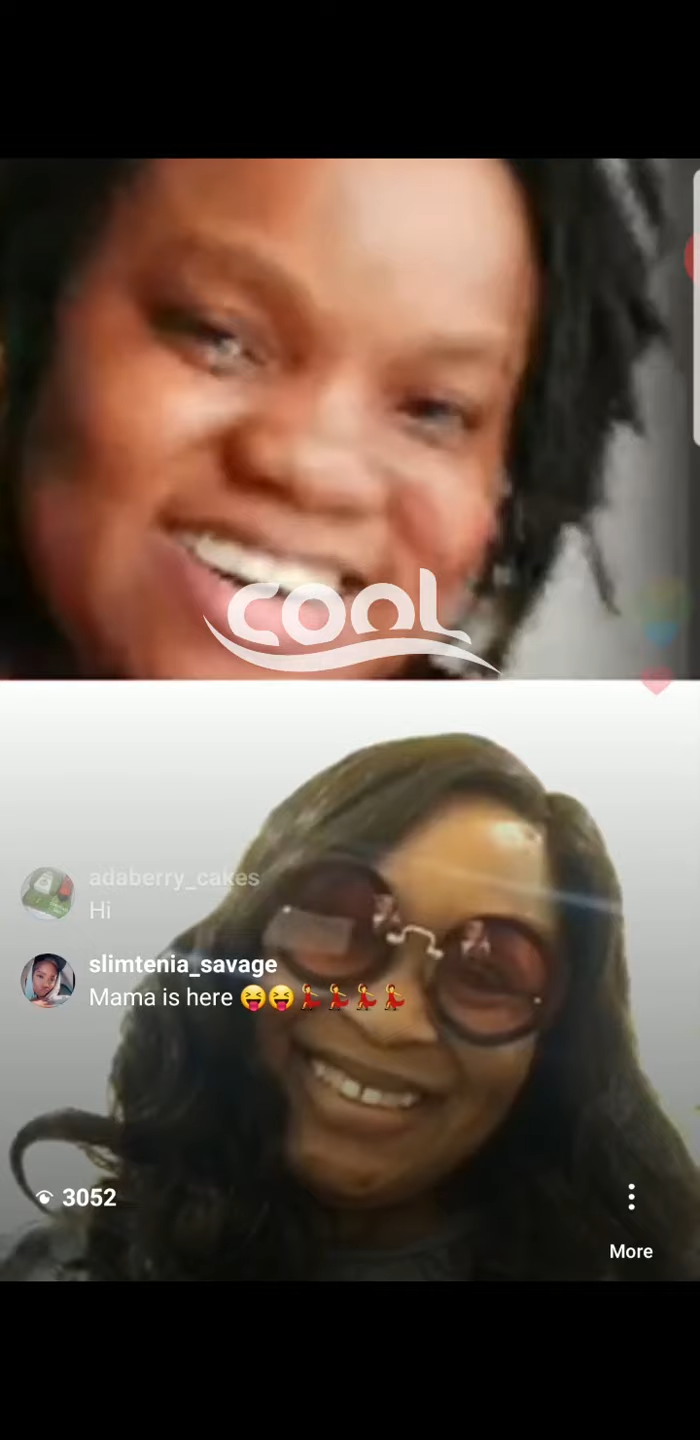 cool
adaberry_cakes
Hi
slimtenia_savage
Mama is here 😝😝💃💃💃💃
3052
More